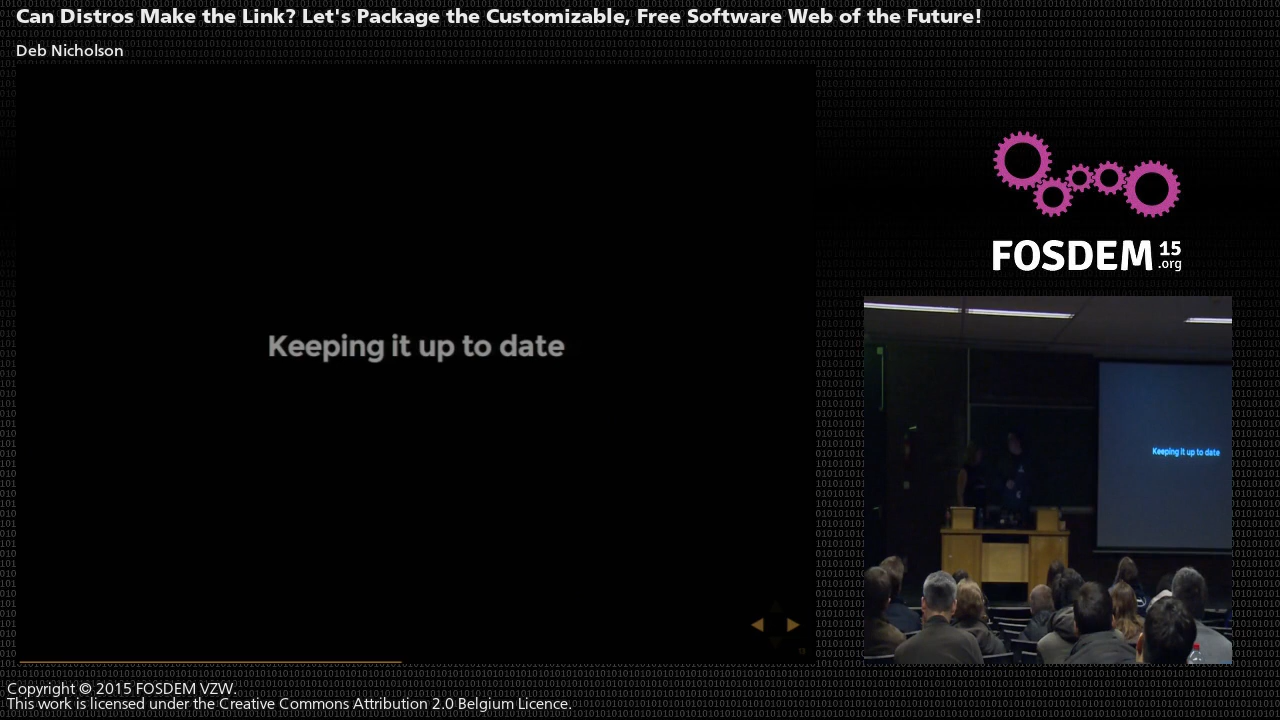 Can Distros Make the Link? Let's Package the Customizable, Free Software Web of the Future!
Deb Nicholson
Keeping it up to date
FOSDEM 15
.org
Keeping it up to date
Copyright © 2015 FOSDEM VZW.
This work is licensed under the Creative Commons Attribution 2.0 Belgium Licence.